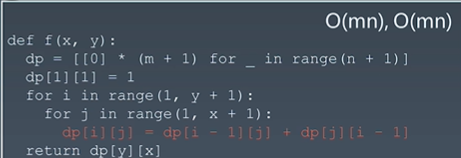 O(mn), O(mn)
def f(x, y):
  dp = [[0] * (m + 1) for _ in range(n + 1)]
  dp[1][1] = 1
  for i in range(1, y + 1):
    for j in range(1, x + 1):
      dp[i][j] = dp[i - 1][j] + dp[j][i - 1]
  return dp[y][x]